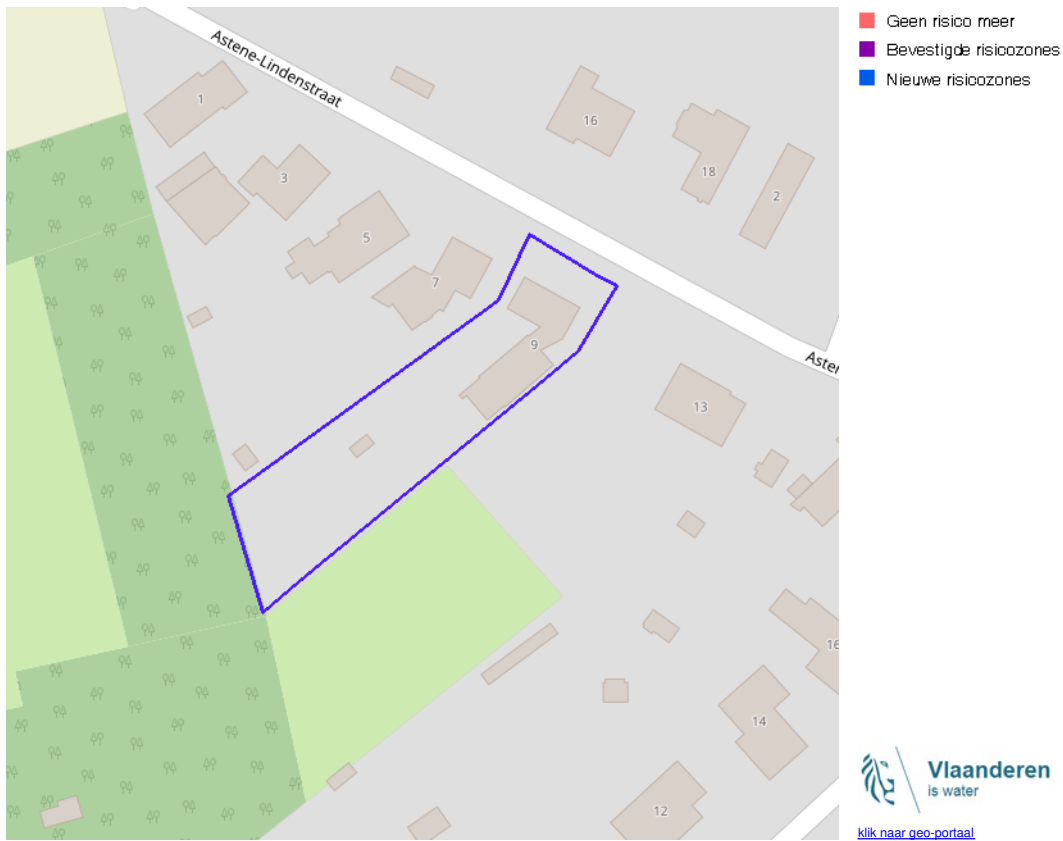 Geen risico meer
Bevestigde risicozones
Nieuwe risicozones
Astene-Lindenstraat
1
16
3
18
2
5
7
9
Aste
13
16
14
12
Vlaanderen
is water
klik naar geo-portaal